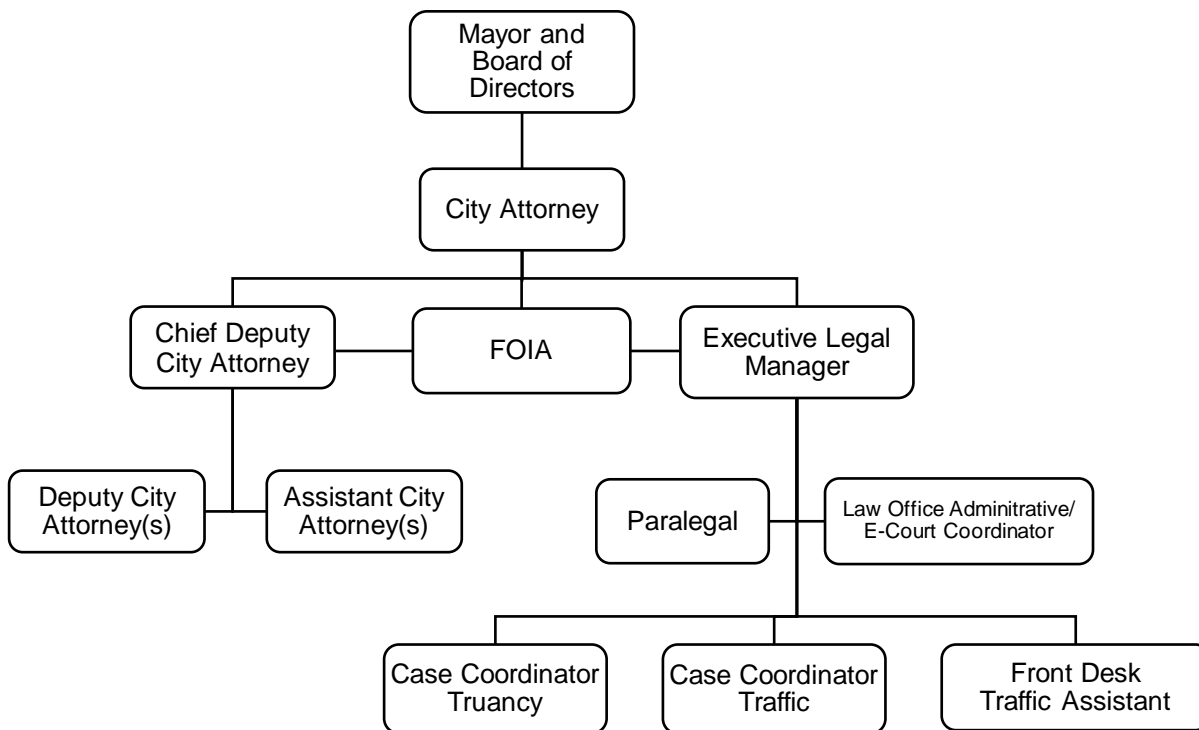 Mayor and
Board of
Directors
City Attorney
Chief Deputy
City Attorney
FOIA
Executive Legal
Manager
Deputy City
Attorney(s)
Assistant City
Attorney(s)
Paralegal
Law Office Adminitrative/
E-Court Coordinator
Case Coordinator
Truancy
Case Coordinator
Traffic
Front Desk
Traffic Assistant